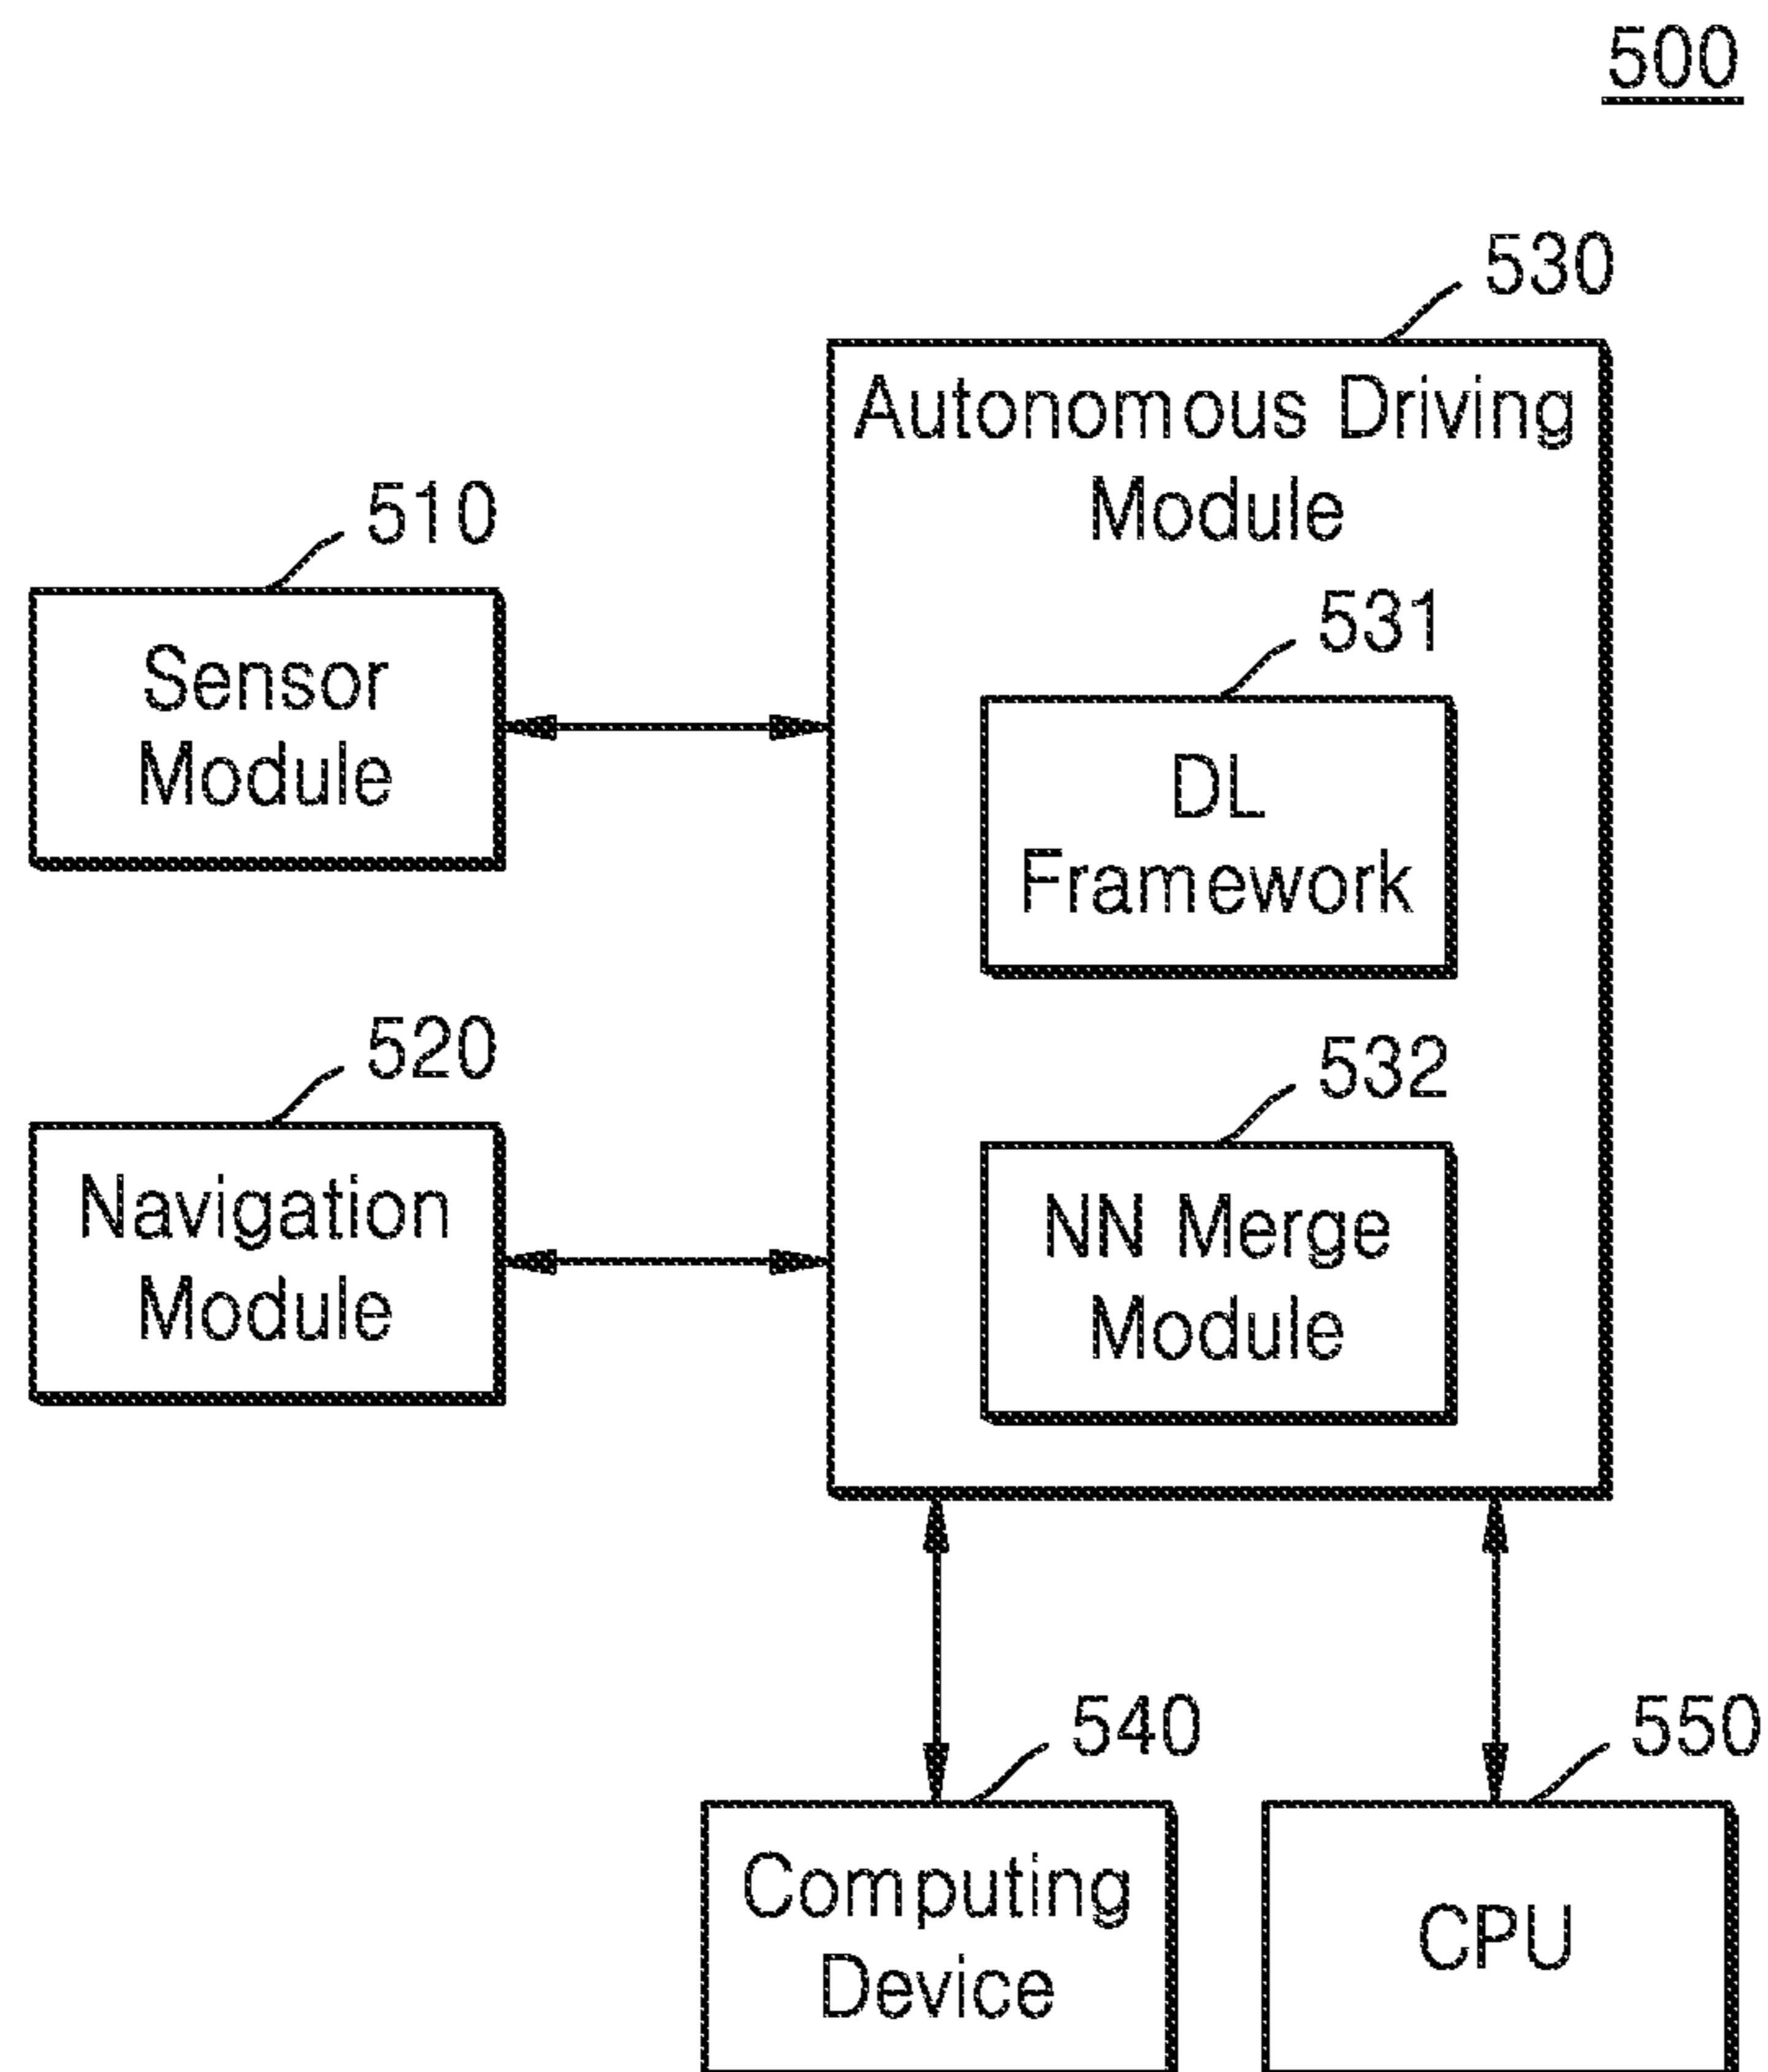 500
530
Autonomous Driving
Module
510
Sensor
Module
531
DL
Framework
520
Navigation
Module
532
NN Merge
Module
540
Computing
Device
550
CPU